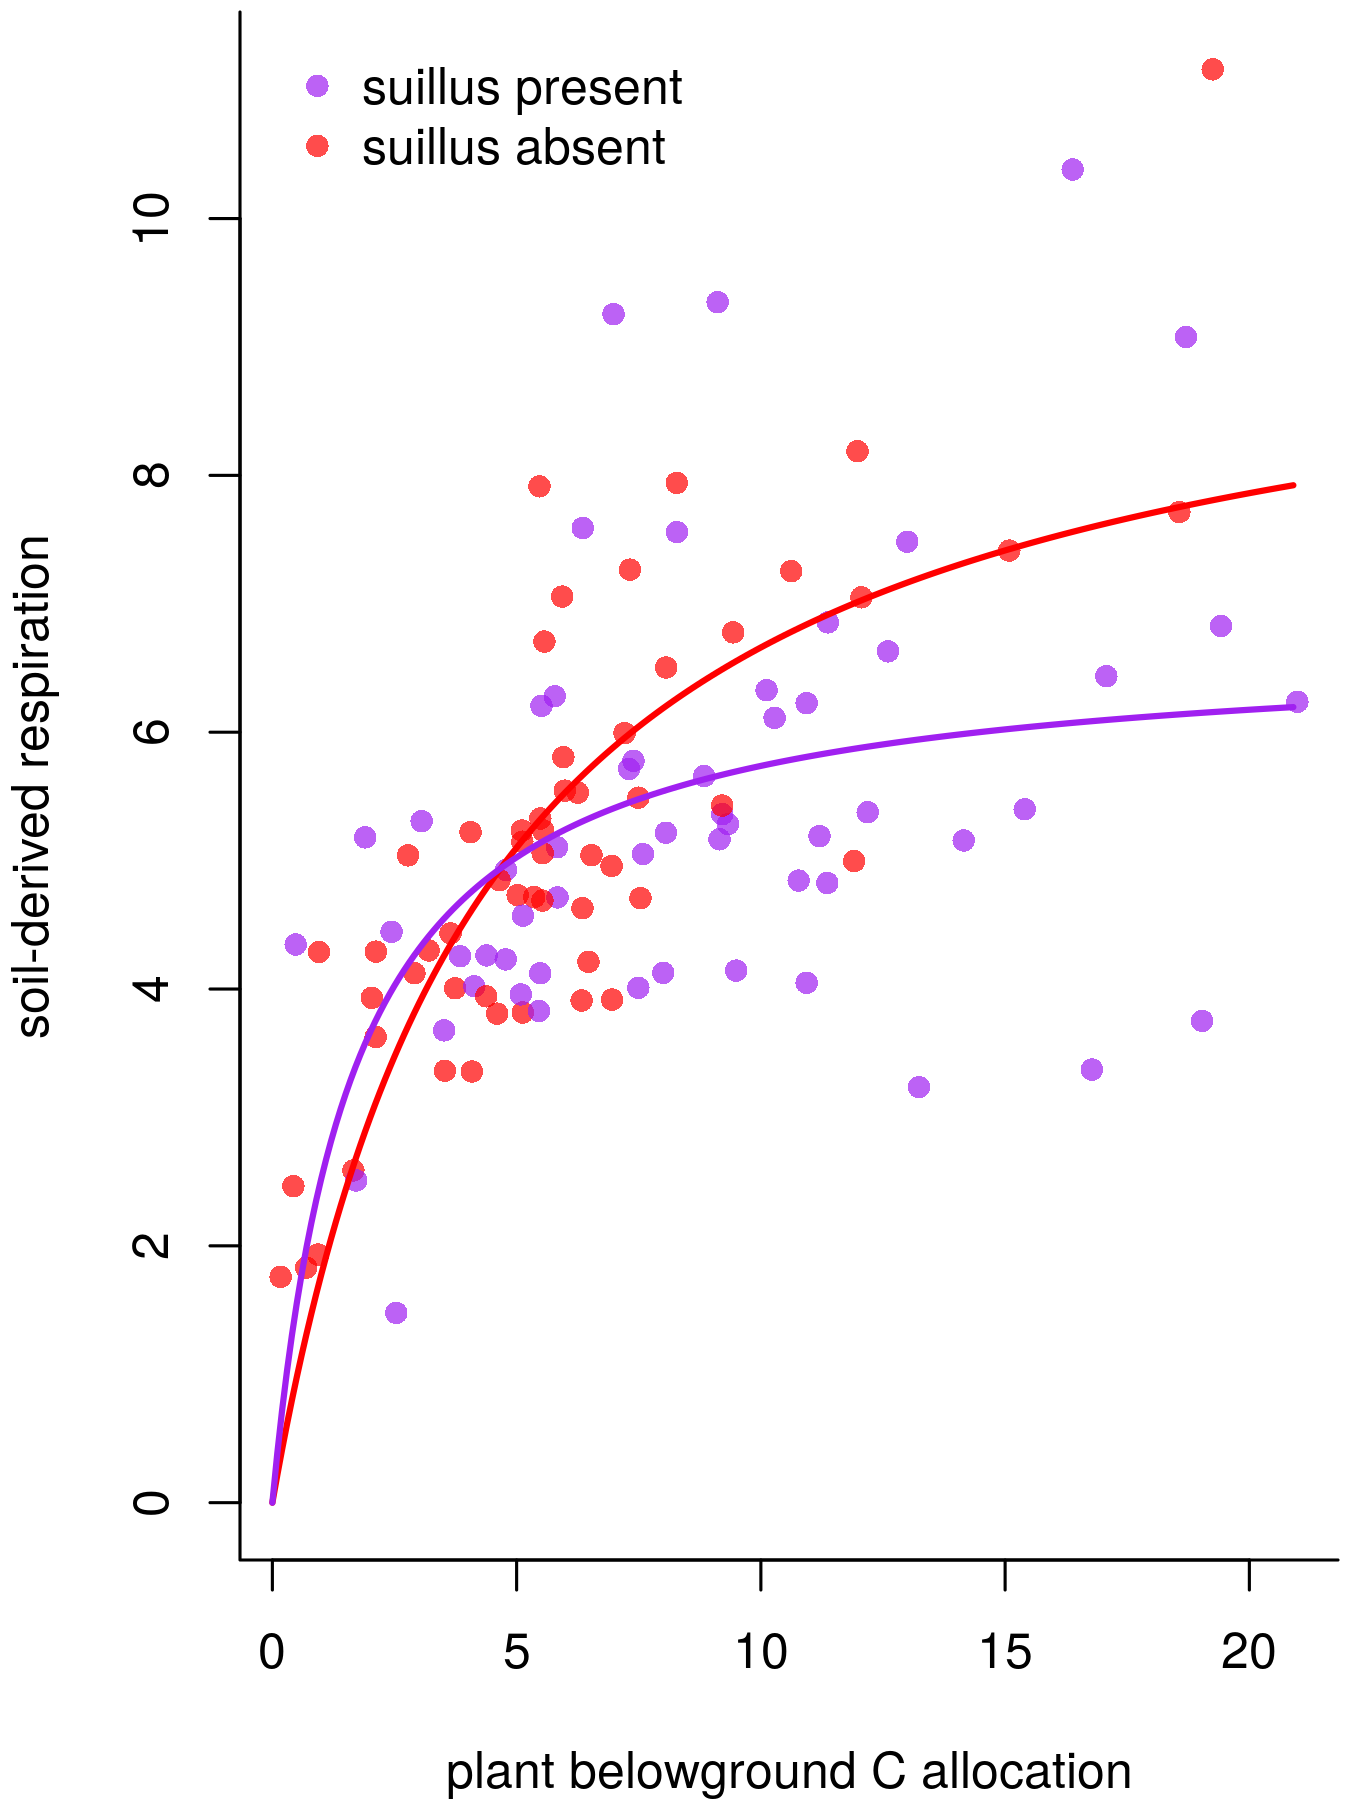 suillus present
suillus absent
soil-derived respiration
10
8
6
4
2
0
0 5 10 15 20
plant belowground C allocation